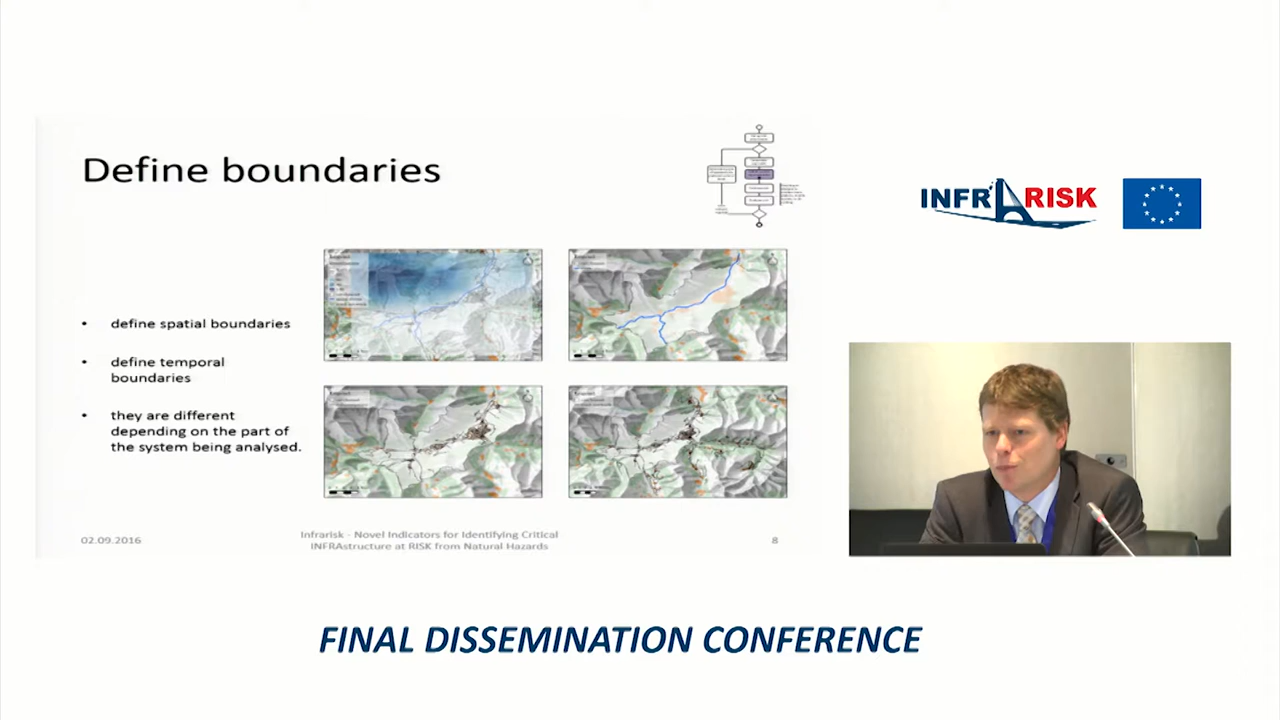 Define boundaries
INFRARISK
• define spatial boundaries
• define temporal
boundaries
• they are different
depending on the part of
the system being analysed.
02.09.2016
Infrarisk - Novel Indicators for Identifying Critical
INFRAstructure at RISK from Natural Hazards
8
FINAL DISSEMINATION CONFERENCE